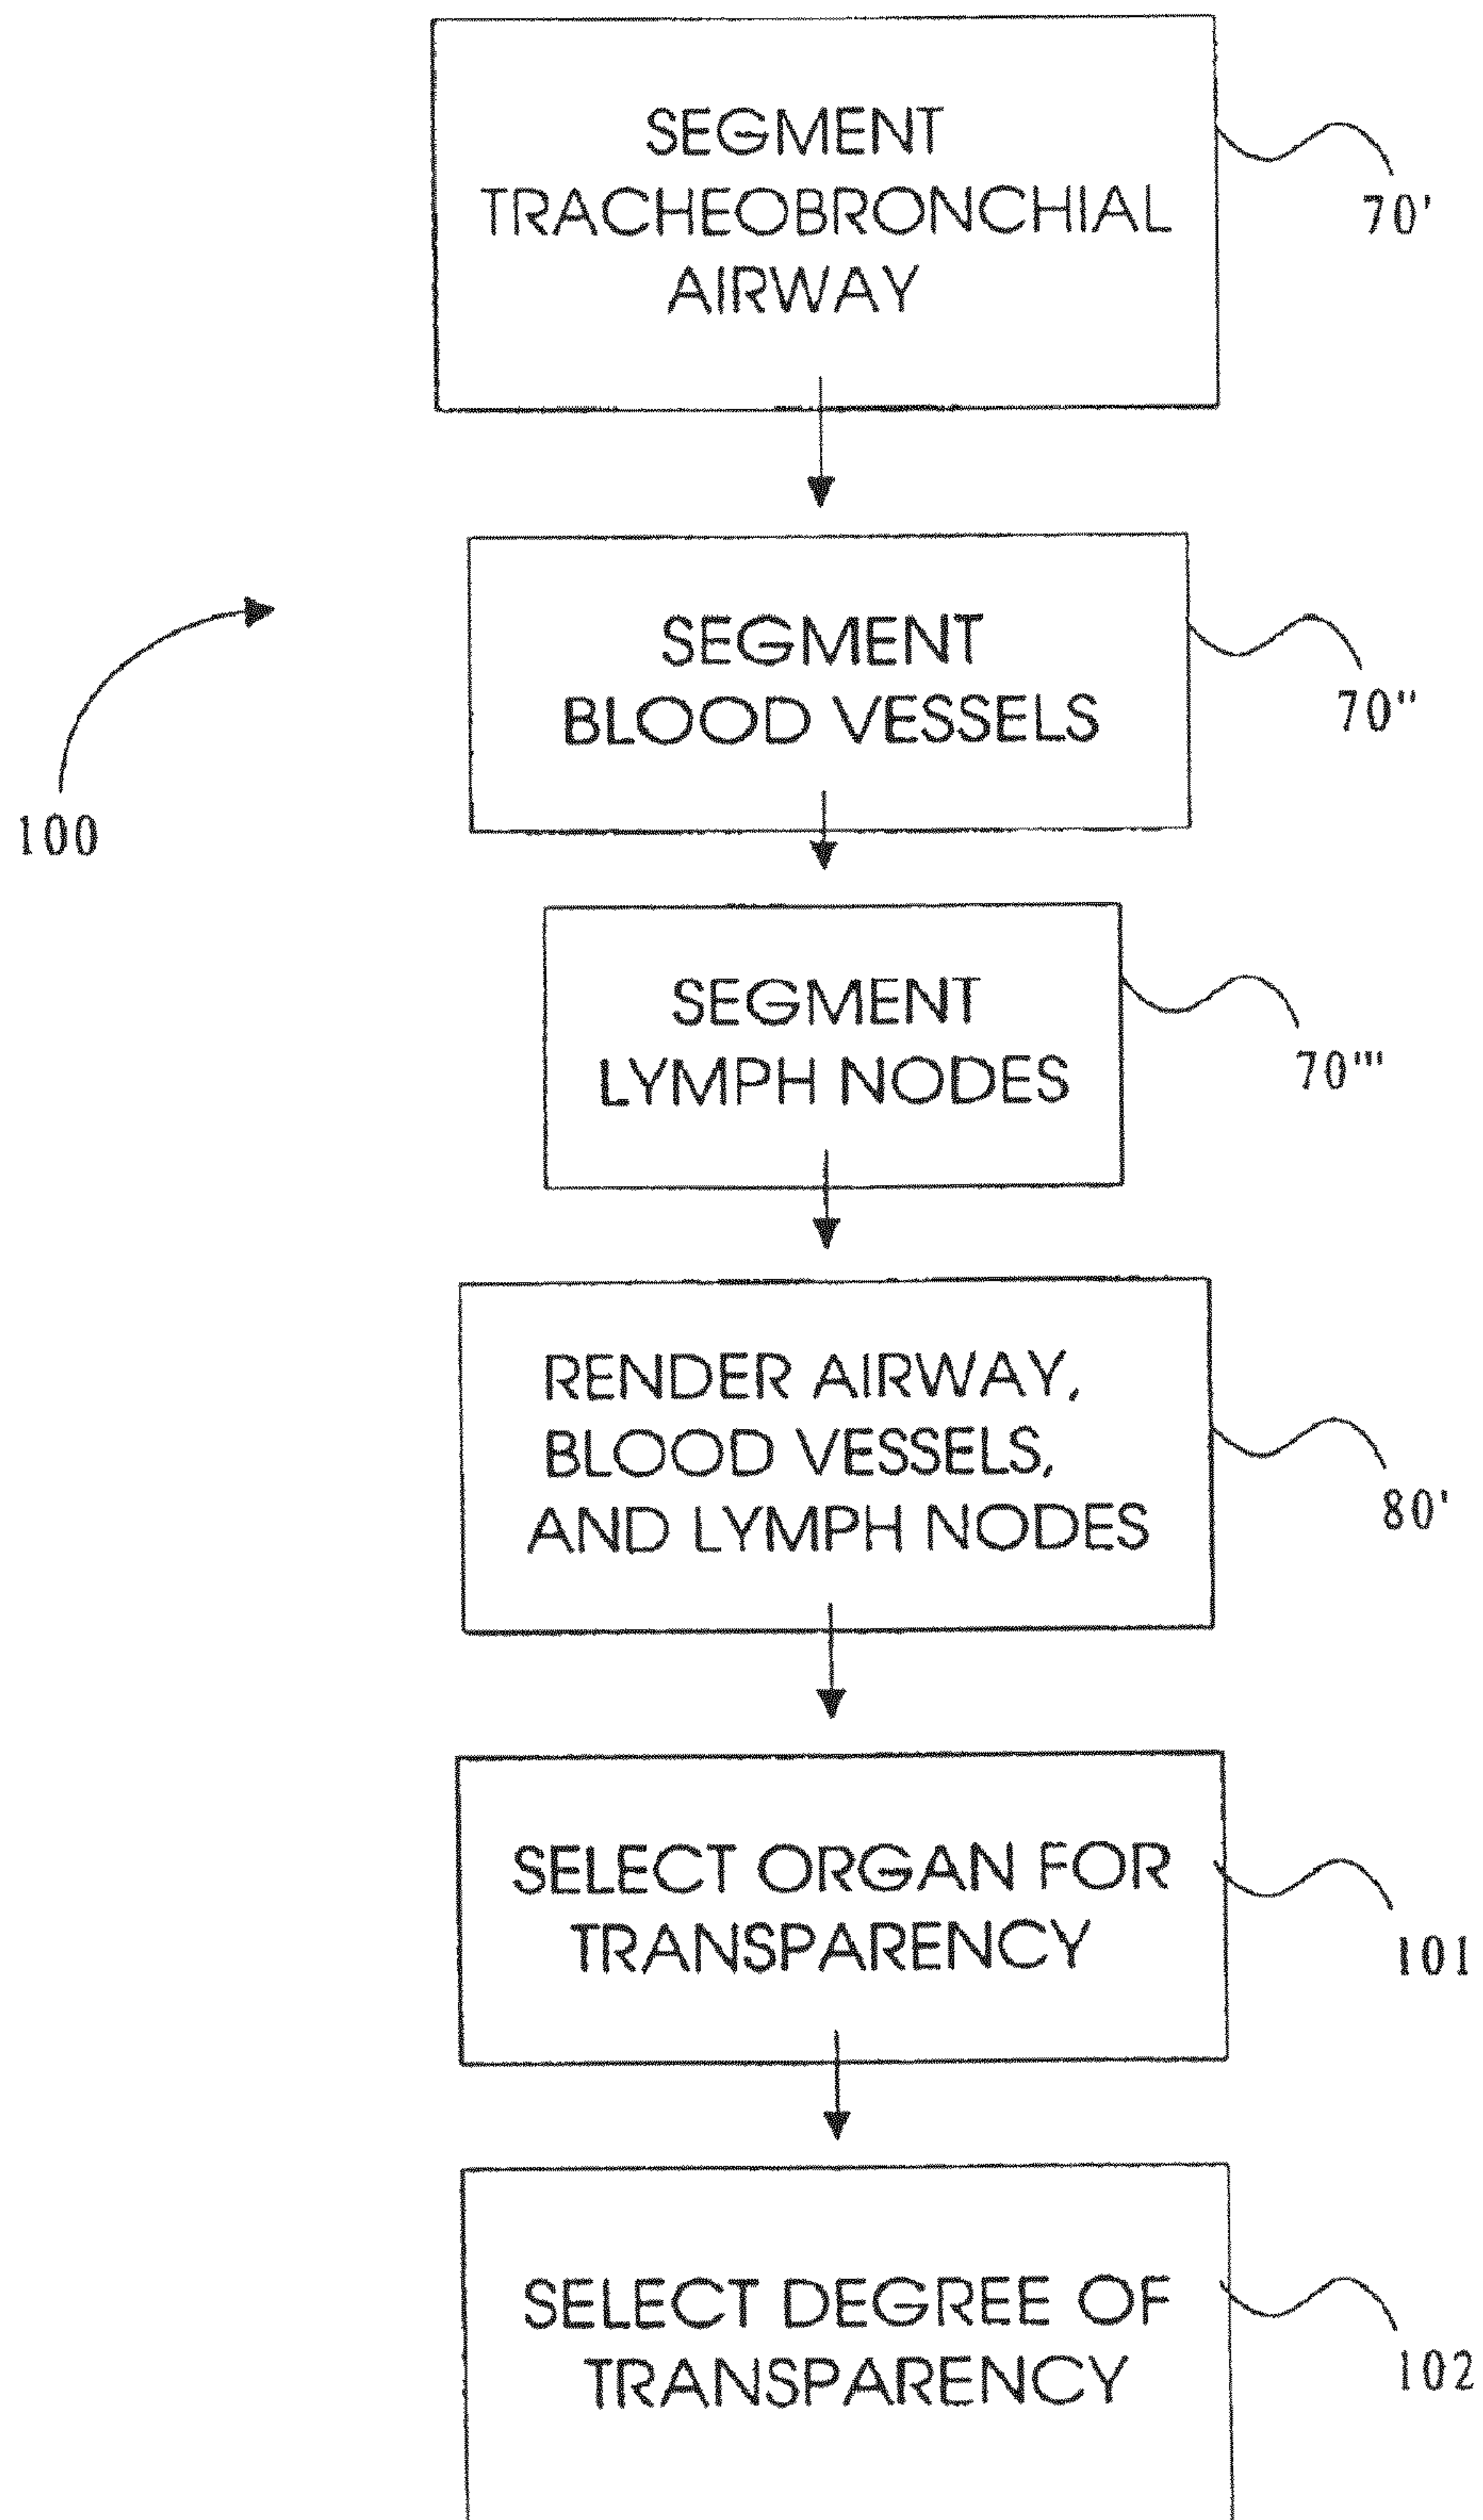 SEGMENT
TRACHEOBRONCHIAL
AIRWAY
70'
SEGMENT
BLOOD VESSELS
70"
100
SEGMENT
LYMPH NODES
70'''
RENDER AIRWAY,
BLOOD VESSELS,
AND LYMPH NODES
80'
SELECT ORGAN FOR
TRANSPARENCY
101
SELECT DEGREE OF
TRANSPARENCY
102